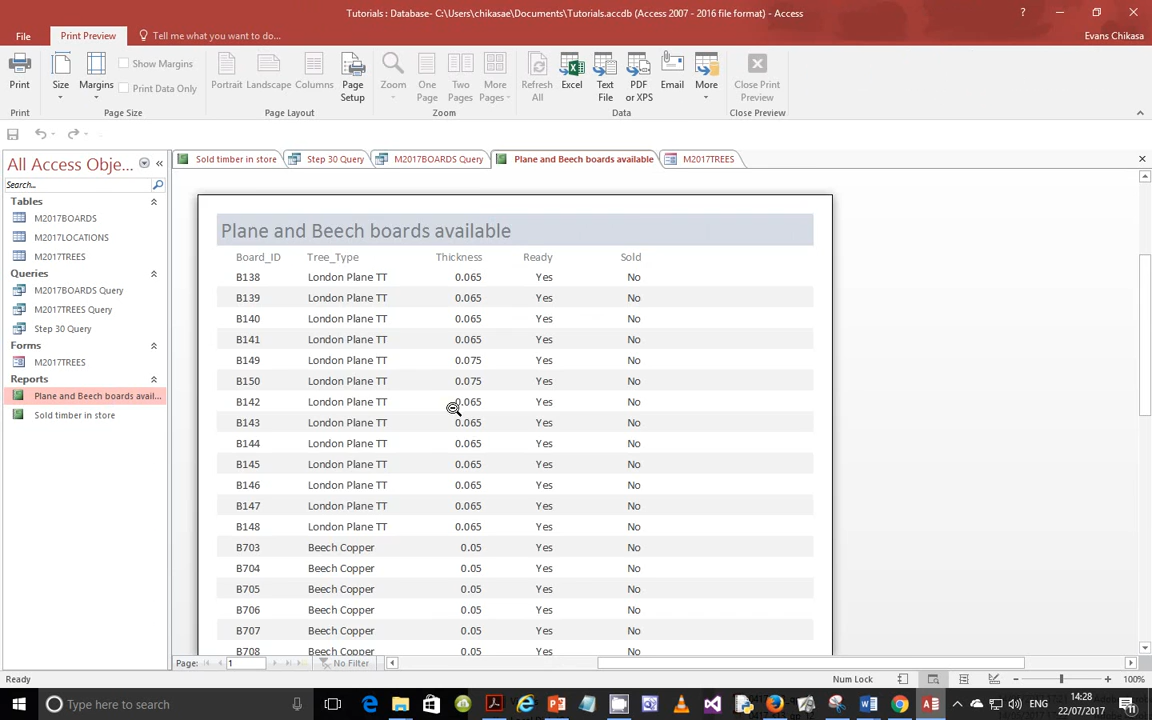 Tutorials : Database- C:\Users\chikasae\Documents\Tutorials.accdb (Access 2007 - 2016 file format) - Access
File Print Preview Tell me what you want to do... Evans Chikasa
Print Size Margins Show Margins Print Data Only Portrait Landscape Columns Page Setup Zoom One Page Two Pages More Pages Refresh All Excel Text File PDF or XPS Email More Close Print Preview
Print Page Size Page Layout Zoom Data Close Preview
All Access Obje...
Search...
Tables
M2017BOARDS
M2017LOCATIONS
M2017TREES
Queries
M2017BOARDS Query
M2017TREES Query
Step 30 Query
Forms
M2017TREES
Reports
Plane and Beech boards avail...
Sold timber in store
Sold timber in store Step 30 Query M2017BOARDS Query Plane and Beech boards available M2017TREES
Plane and Beech boards available
Board_ID Tree_Type Thickness Ready Sold
B138 London Plane TT 0.065 Yes No
B139 London Plane TT 0.065 Yes No
B140 London Plane TT 0.065 Yes No
B141 London Plane TT 0.065 Yes No
B149 London Plane TT 0.075 Yes No
B150 London Plane TT 0.075 Yes No
B142 London Plane TT 0.065 Yes No
B143 London Plane TT 0.065 Yes No
B144 London Plane TT 0.065 Yes No
B145 London Plane TT 0.065 Yes No
B146 London Plane TT 0.065 Yes No
B147 London Plane TT 0.065 Yes No
B148 London Plane TT 0.065 Yes No
B703 Beech Copper 0.05 Yes No
B704 Beech Copper 0.05 Yes No
B705 Beech Copper 0.05 Yes No
B706 Beech Copper 0.05 Yes No
B707 Beech Copper 0.05 Yes No
B708 Beech Copper 0.05 Yes No
Page: 1 No Filter
Ready Num Lock 100%
Type here to search ENG 14:28
22/07/2017